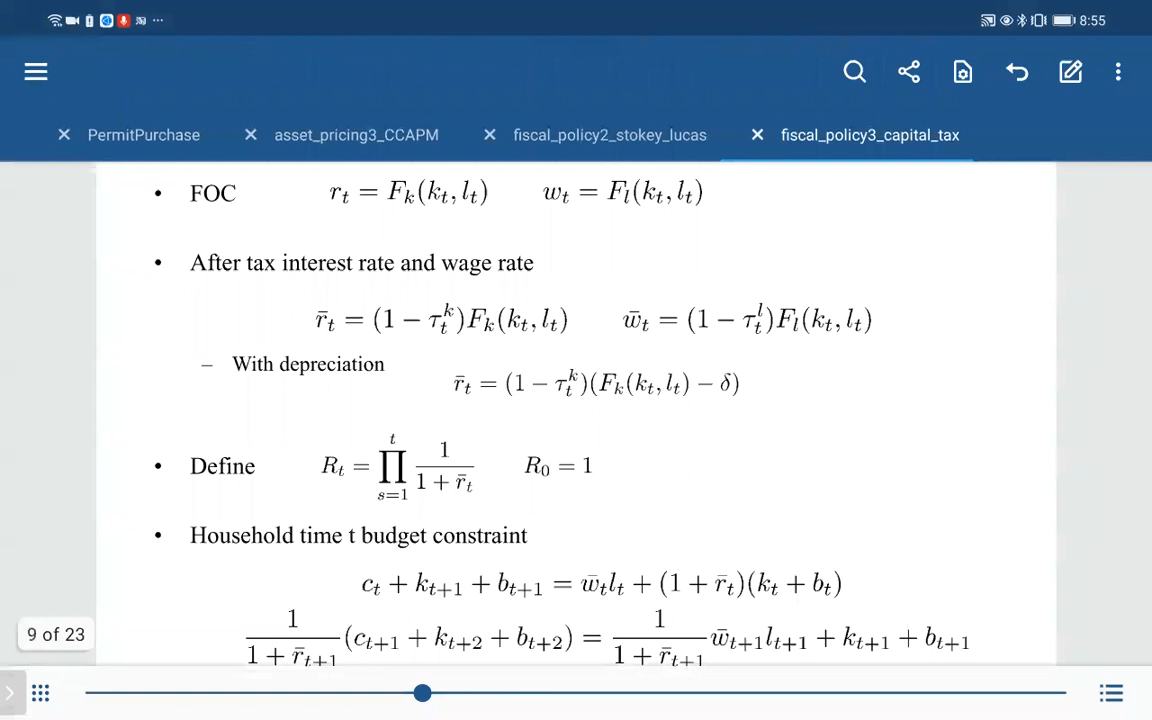 8:55
PermitPurchase
asset_pricing3_CCAPM
fiscal_policy2_stokey_lucas
fiscal_policy3_capital_tax
• FOC r_t = F_k(k_t, l_t) w_t = F_l(k_t, l_t)
• After tax interest rate and wage rate
r̄_t = (1 − τ_t^k)F_k(k_t, l_t) w̄_t = (1 − τ_t^l)F_l(k_t, l_t)
– With depreciation
r̄_t = (1 − τ_t^k)(F_k(k_t, l_t) − δ)
• Define R_t = ∏_{s=1}^{t} 1/(1 + r̄_t) R_0 = 1
• Household time t budget constraint
c_t + k_{t+1} + b_{t+1} = w̄_t l_t + (1 + r̄_t)(k_t + b_t)
1/(1 + r̄_{t+1}) (c_{t+1} + k_{t+2} + b_{t+2}) = 1/(1 + r̄_{t+1}) w̄_{t+1} l_{t+1} + k_{t+1} + b_{t+1}
9 of 23